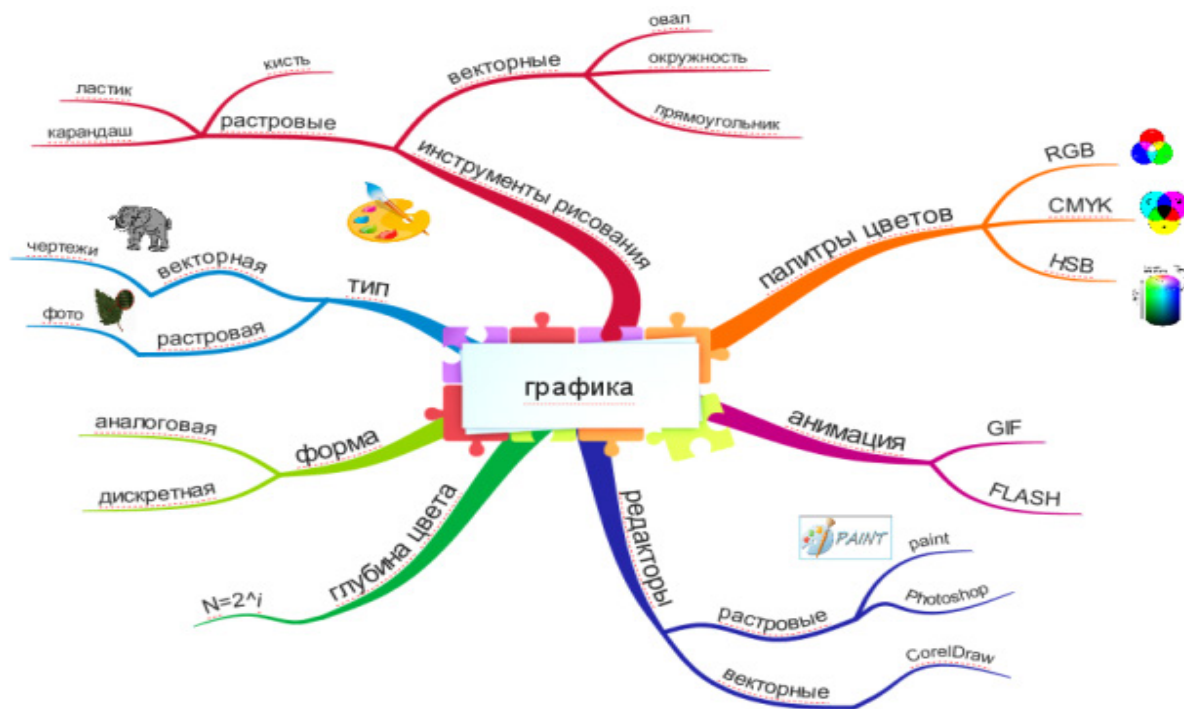 графика
инструменты рисования
растровые
кисть
ластик
карандаш
векторные
овал
окружность
прямоугольник
палитры цветов
RGB
CMYK
HSB
анимация
GIF
FLASH
редакторы
PAINT
растровые
paint
Photoshop
векторные
CorelDraw
глубина цвета
N=2^i
форма
аналоговая
дискретная
тип
векторная
чертежи
растровая
фото